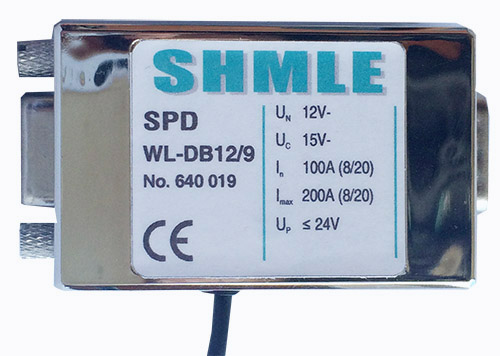 SHMLE
SPD
WL-DB12/9
No. 640 019
CE
UN 12V-
UC 15V-
In 100A (8/20)
Imax 200A (8/20)
UP ≤ 24V